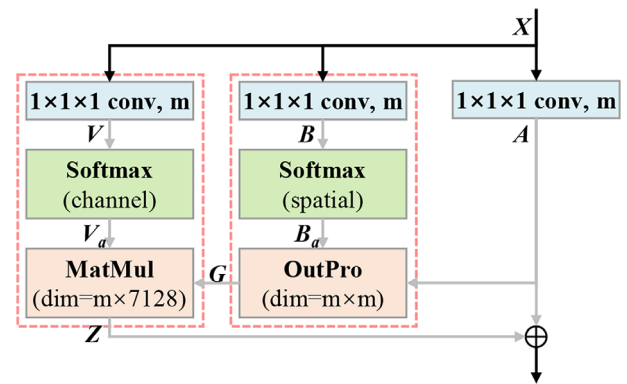 X
1×1×1 conv, m
1×1×1 conv, m
1×1×1 conv, m
V
B
A
Softmax
(channel)
Softmax
(spatial)
Va
Ba
MatMul
(dim=m×7128)
G
OutPro
(dim=m×m)
Z